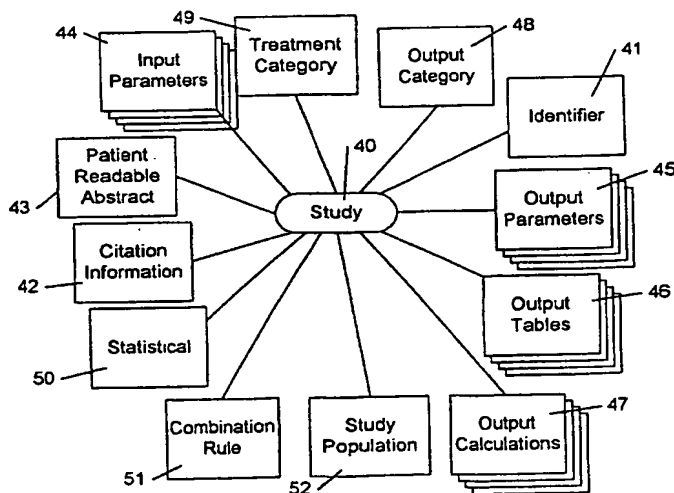 44
Input
Parameters
49
Treatment
Category
Output
Category
48
41
Identifier
Patient
Readable
Abstract
43
40
Study
Output
Parameters
45
Citation
Information
42
Output
Tables
46
Statistical
50
Combination
Rule
51
Study
Population
52
Output
Calculations
47